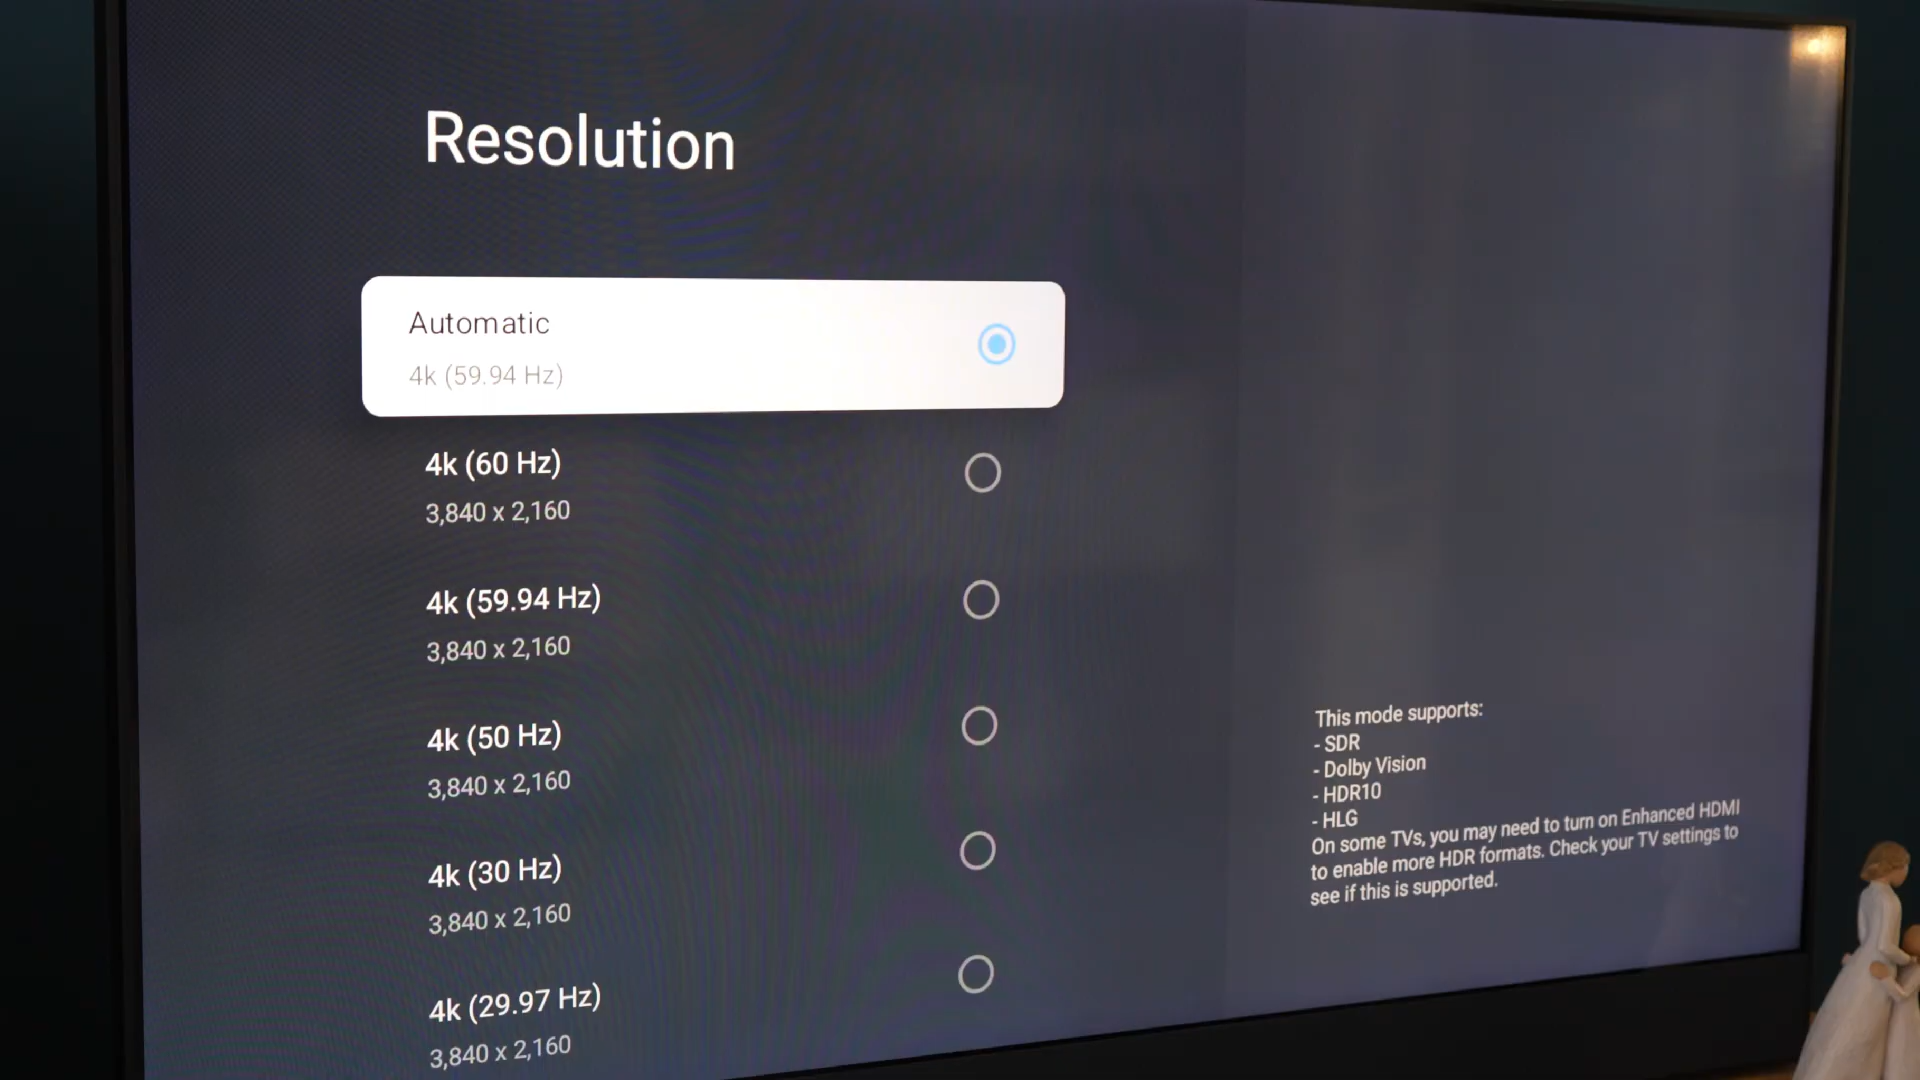 Resolution
Automatic
4k (59.94 Hz)
4k (60 Hz)
3,840 x 2,160
4k (59.94 Hz)
3,840 x 2,160
4k (50 Hz)
3,840 x 2,160
4k (30 Hz)
3,840 x 2,160
4k (29.97 Hz)
3,840 x 2,160
This mode supports:
- SDR
- Dolby Vision
- HDR10
- HLG
On some TVs, you may need to turn on Enhanced HDMI
to enable more HDR formats. Check your TV settings to
see if this is supported.